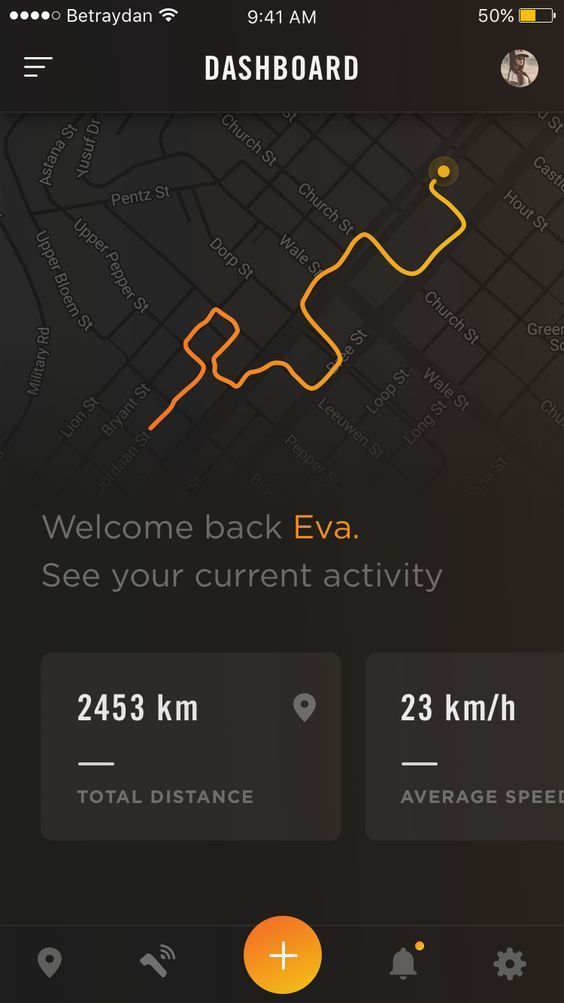 Betraydan
9:41 AM
50%
DASHBOARD
Astana St
Yusuf Dr
Church St
Pentz St
Church St
Hout St
Upper Pepper St
Upper Bloem St
Dorp St
Wale St
Military Rd
Church St
Wale St
Loop St
Long St
Leeuwen St
Lion St
Bryant St
Jordaan St
Pepper St
Welcome back Eva.
See your current activity
2453 km
23 km/h
TOTAL DISTANCE
AVERAGE SPEED